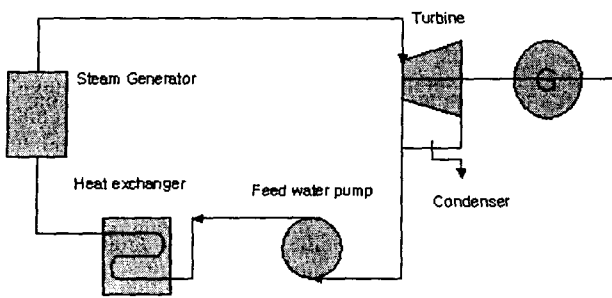 Turbine
Steam Generator
G
Heat exchanger
Feed water pump
Condenser